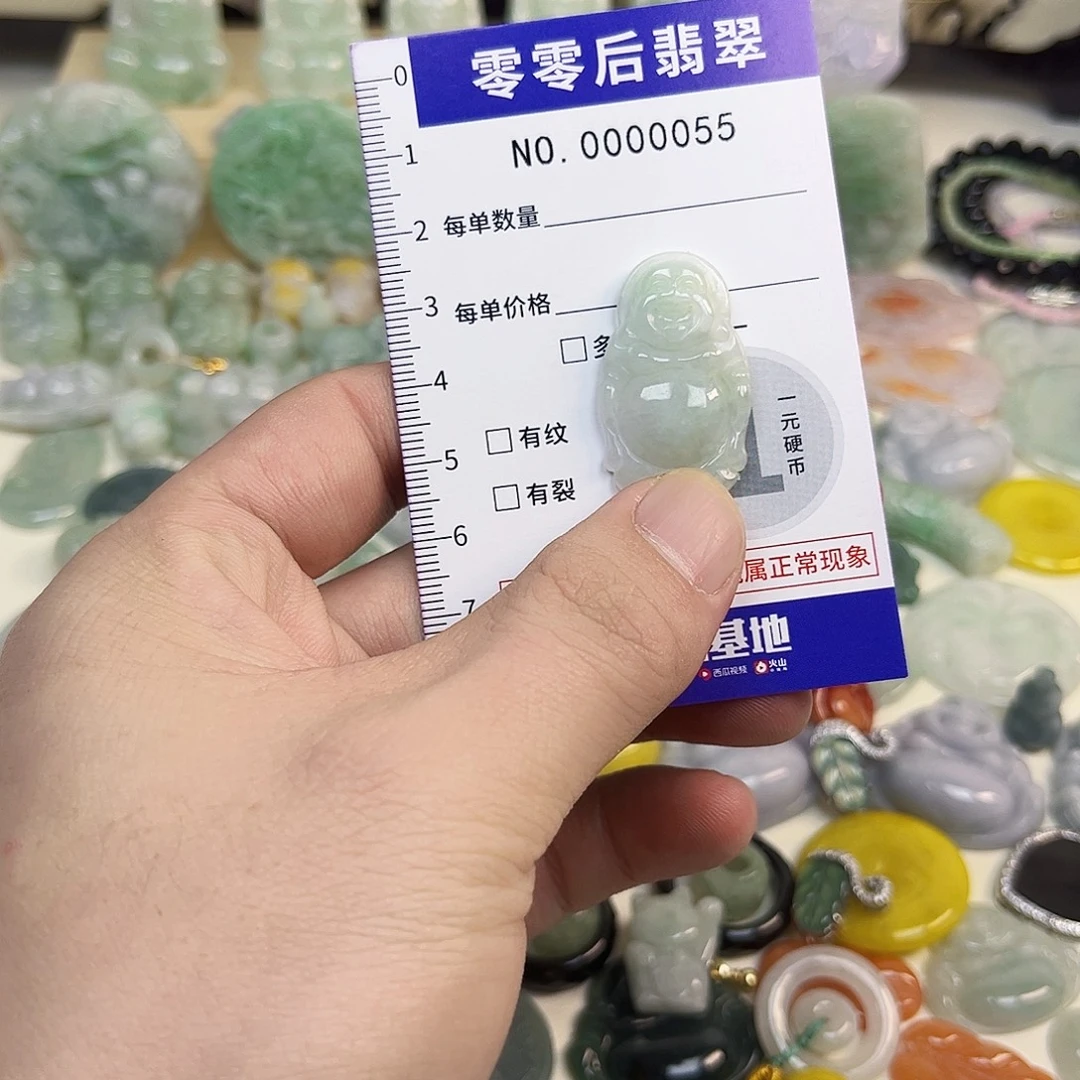 零零后翡翠
NO. 0000055
0
1
2
3
4
5
6
7
每单数量
每单价格
多
1
一元硬币
有纹
有裂
属正常现象
基地
西瓜视频 火山